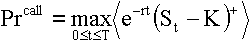 Pr^call = max_{0≤t≤T} ⟨e^{-rt}(S_t − K)^+⟩